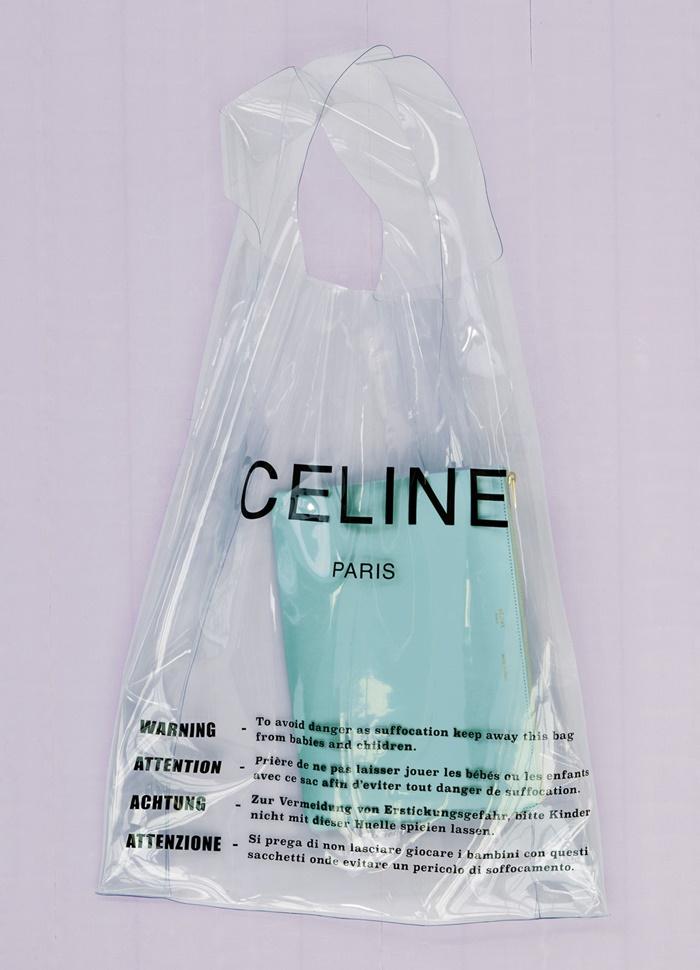 CELINE
PARIS
WARNING - To avoid danger as suffocation keep away this bag
from babies and children.
ATTENTION - Prière de ne pas laisser jouer les bébés ou les enfants
avec ce sac afin d'eviter tout danger de suffocation.
ACHTUNG - Zur Vermeidung von Erstickungsgefahr, bitte Kinder
nicht mit dieser Huelle spielen lassen.
ATTENZIONE - Si prega di non lasciare giocare i bambini con questi
sacchetti onde evitare un pericolo di soffocamento.